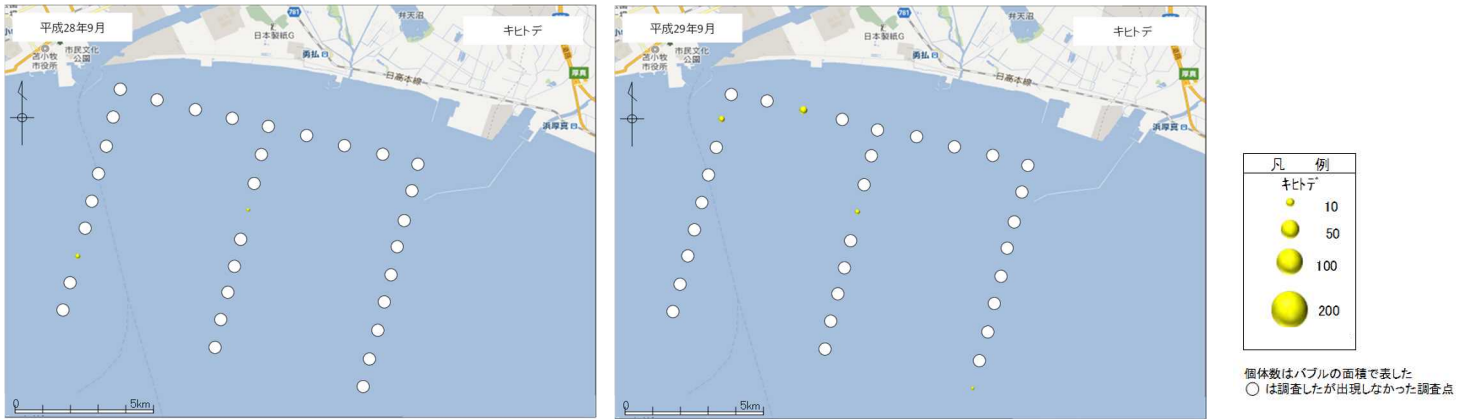 平成28年9月
キヒトデ
781
弁天沼
日本製紙G
市民文化
公園
苫小牧
市役所
勇払
日高本線
厚真
浜厚真
0
5km
平成29年9月
キヒトデ
781
弁天沼
日本製紙G
市民文化
公園
苫小牧
市役所
勇払
日高本線
厚真
浜厚真
0
5km
凡 例
キヒトデ
10
50
100
200
個体数はバブルの面積で表した
○ は調査したが出現しなかった調査点